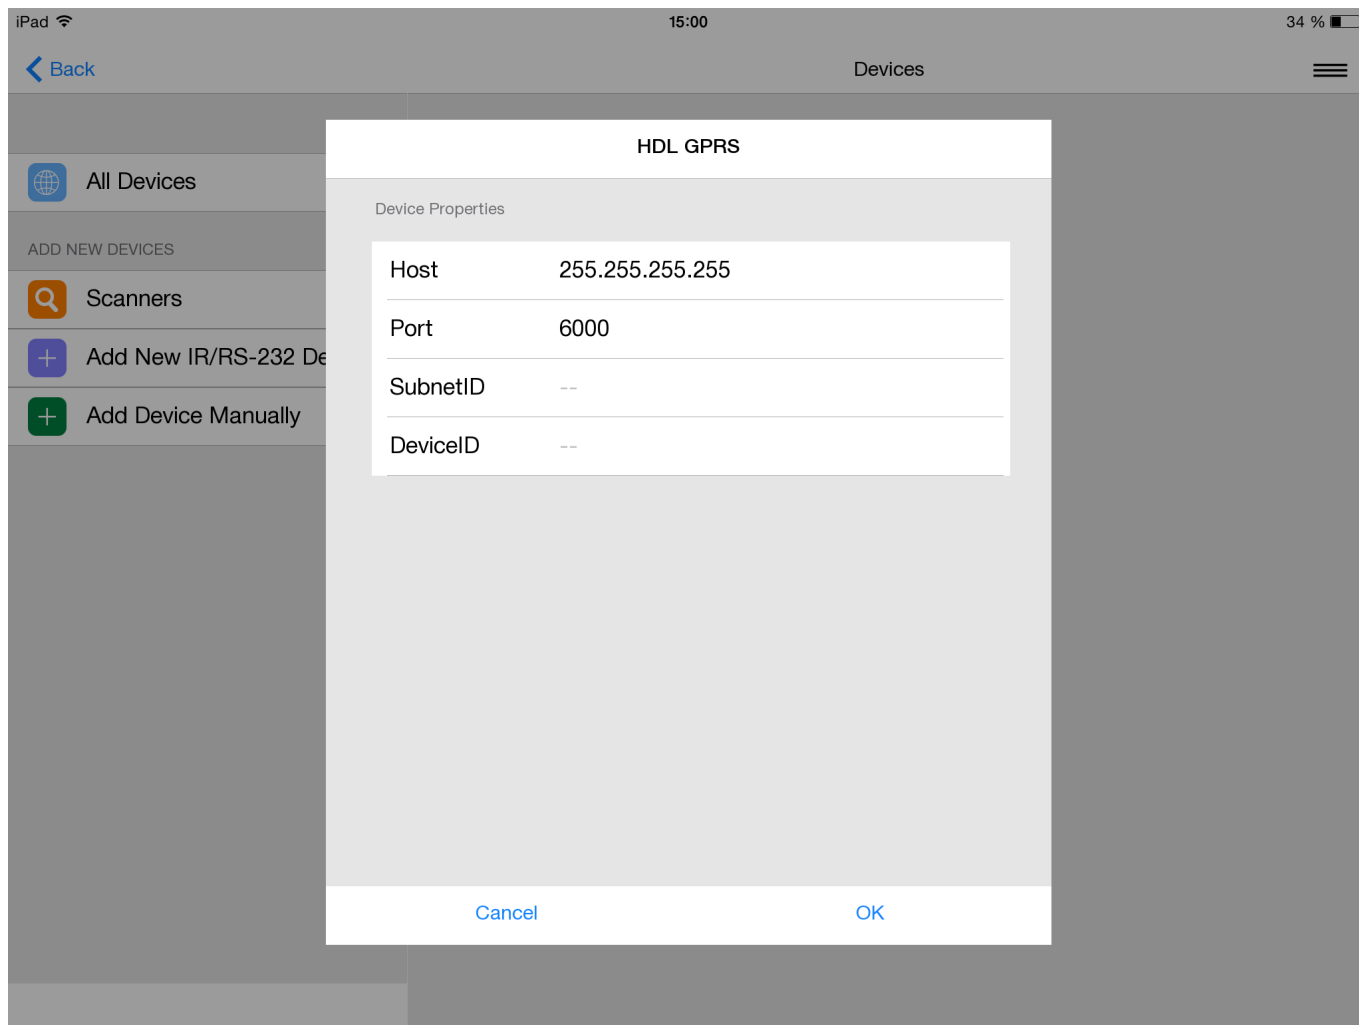 iPad 15:00 34 %
Back Devices
HDL GPRS
Device Properties
All Devices
ADD NEW DEVICES
Scanners
Add New IR/RS-232 De
Add Device Manually
Host 255.255.255.255
Port 6000
SubnetID --
DeviceID --
Cancel OK